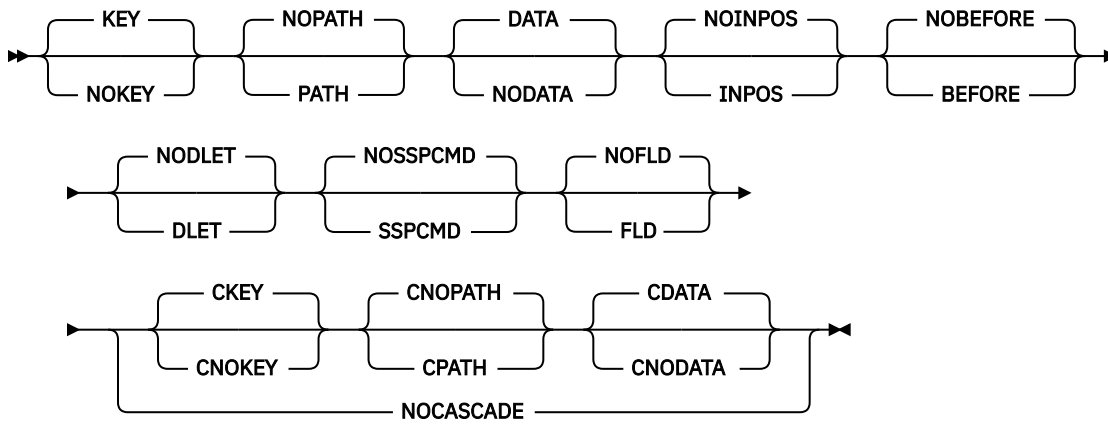 KEY NOPATH DATA NOINPOS NOBEFORE
NOKEY PATH NODATA INPOS BEFORE
NODLET NOSSPCMD NOFLD
DLET SSPCMD FLD
CKEY CNOPATH CDATA
CNOKEY CPATH CNODATA
NOCASCADE